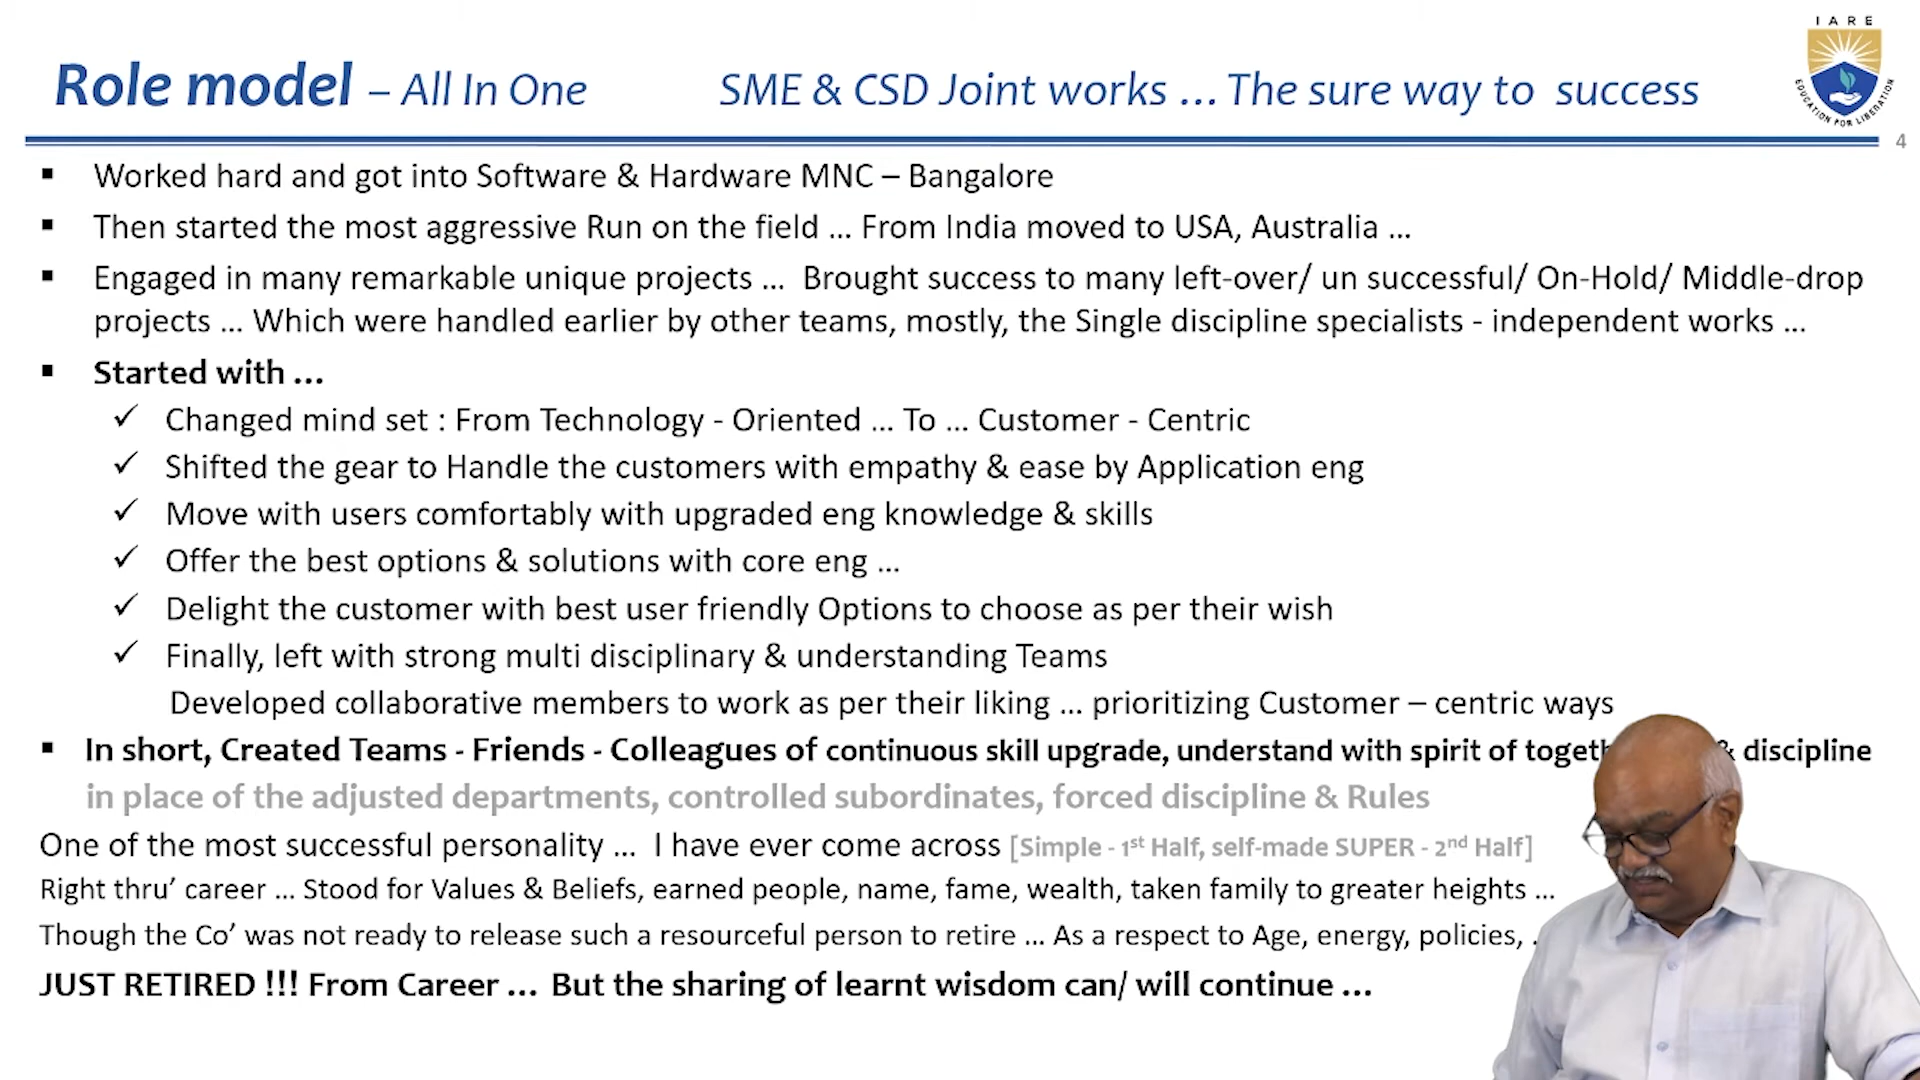 IARE
EDUCATION FOR LIBERATION
Role model – All In One SME & CSD Joint works ... The sure way to success
4
▪ Worked hard and got into Software & Hardware MNC – Bangalore
▪ Then started the most aggressive Run on the field ... From India moved to USA, Australia ...
▪ Engaged in many remarkable unique projects ... Brought success to many left-over/ un successful/ On-Hold/ Middle-drop
projects ... Which were handled earlier by other teams, mostly, the Single discipline specialists - independent works ...
▪ Started with ...
✓ Changed mind set : From Technology - Oriented ... To ... Customer - Centric
✓ Shifted the gear to Handle the customers with empathy & ease by Application eng
✓ Move with users comfortably with upgraded eng knowledge & skills
✓ Offer the best options & solutions with core eng ...
✓ Delight the customer with best user friendly Options to choose as per their wish
✓ Finally, left with strong multi disciplinary & understanding Teams
Developed collaborative members to work as per their liking ... prioritizing Customer – centric ways
▪ In short, Created Teams - Friends - Colleagues of continuous skill upgrade, understand with spirit of & discipline
in place of the adjusted departments, controlled subordinates, forced discipline & Rules
One of the most successful personality ... I have ever come across [Simple - 1st Half, self-made SUPER - 2nd Half]
Right thru’ career ... Stood for Values & Beliefs, earned people, name, fame, wealth, taken family to greater heights ...
Though the Co’ was not ready to release such a resourceful person to retire ... As a respect to Age, energy, policies, .
JUST RETIRED !!! From Career ... But the sharing of learnt wisdom can/ will continue ...